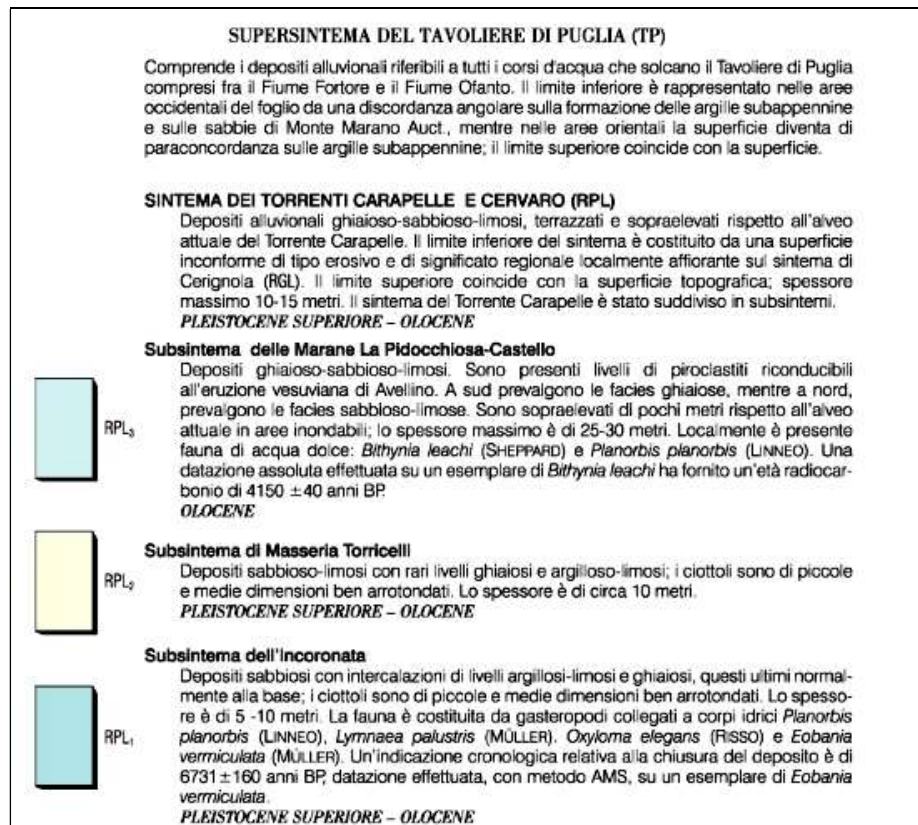 SUPERSINTEMA DEL TAVOLIERE DI PUGLIA (TP)
Comprende i depositi alluvionali riferibili a tutti i corsi d'acqua che solcano il Tavoliere di Puglia
compresi fra il Fiume Fortore e il Fiume Ofanto. Il limite inferiore è rappresentato nelle aree
occidentali del foglio da una discordanza angolare sulla formazione delle argille subappennine
e sulle sabbie di Monte Marano Auct., mentre nelle aree orientali la superficie diventa di
paraconcordanza sulle argille subappennine; il limite superiore coincide con la superficie.
SINTEMA DEI TORRENTI CARAPELLE E CERVARO (RPL)
Depositi alluvionali ghiaioso-sabbioso-limosi, terrazzati e sopraelevati rispetto all'alveo
attuale del Torrente Carapelle. Il limite inferiore del sintema è costituito da una superficie
inconforme di tipo erosivo e di significato regionale localmente affiorante sul sintema di
Cerignola (RGL). Il limite superiore coincide con la superficie topografica; spessore
massimo 10-15 metri. Il sintema del Torrente Carapelle è stato suddiviso in subsintemi.
PLEISTOCENE SUPERIORE – OLOCENE
Subsintema delle Marane La Pidocchiosa-Castello
Depositi ghiaioso-sabbioso-limosi. Sono presenti livelli di piroclastiti riconducibili
all'eruzione vesuviana di Avellino. A sud prevalgono le facies ghiaiose, mentre a nord,
prevalgono le facies sabbioso-limose. Sono sopraelevati di pochi metri rispetto all'alveo
attuale in aree inondabili; lo spessore massimo è di 25-30 metri. Localmente è presente
fauna di acqua dolce: Bithynia leachi (SHEPPARD) e Planorbis planorbis (LINNEO). Una
datazione assoluta effettuata su un esemplare di Bithynia leachi ha fornito un'età radiocar-
bonio di 4150 ±40 anni BP.
OLOCENE
RPL3
Subsintema di Masseria Torricelli
Depositi sabbioso-limosi con rari livelli ghiaiosi e argilloso-limosi; i ciottoli sono di piccole
e medie dimensioni ben arrotondati. Lo spessore è di circa 10 metri.
PLEISTOCENE SUPERIORE – OLOCENE
RPL2
Subsintema dell'Incoronata
Depositi sabbiosi con intercalazioni di livelli argillosi-limosi e ghiaiosi, questi ultimi normal-
mente alla base; i ciottoli sono di piccole e medie dimensioni ben arrotondati. Lo spesso-
re è di 5 -10 metri. La fauna è costituita da gasteropodi collegati a corpi idrici Planorbis
planorbis (LINNEO), Lymnaea palustris (MÜLLER). Oxyloma elegans (RISSO) e Eobania
vermiculata (MÜLLER). Un'indicazione cronologica relativa alla chiusura del deposito è di
6731±160 anni BP, datazione effettuata, con metodo AMS, su un esemplare di Eobania
vermiculata.
PLEISTOCENE SUPERIORE – OLOCENE
RPL1